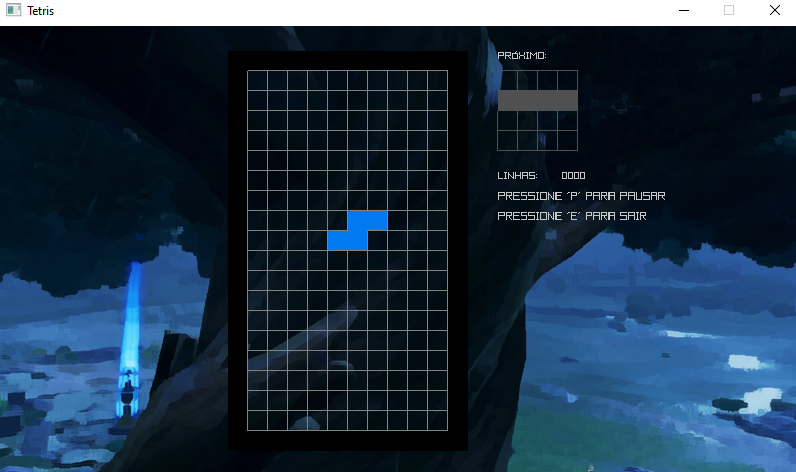 Tetris
PRÓXIMO:
LINHAS: 0000
PRESSIONE 'P' PARA PAUSAR
PRESSIONE 'E' PARA SAIR